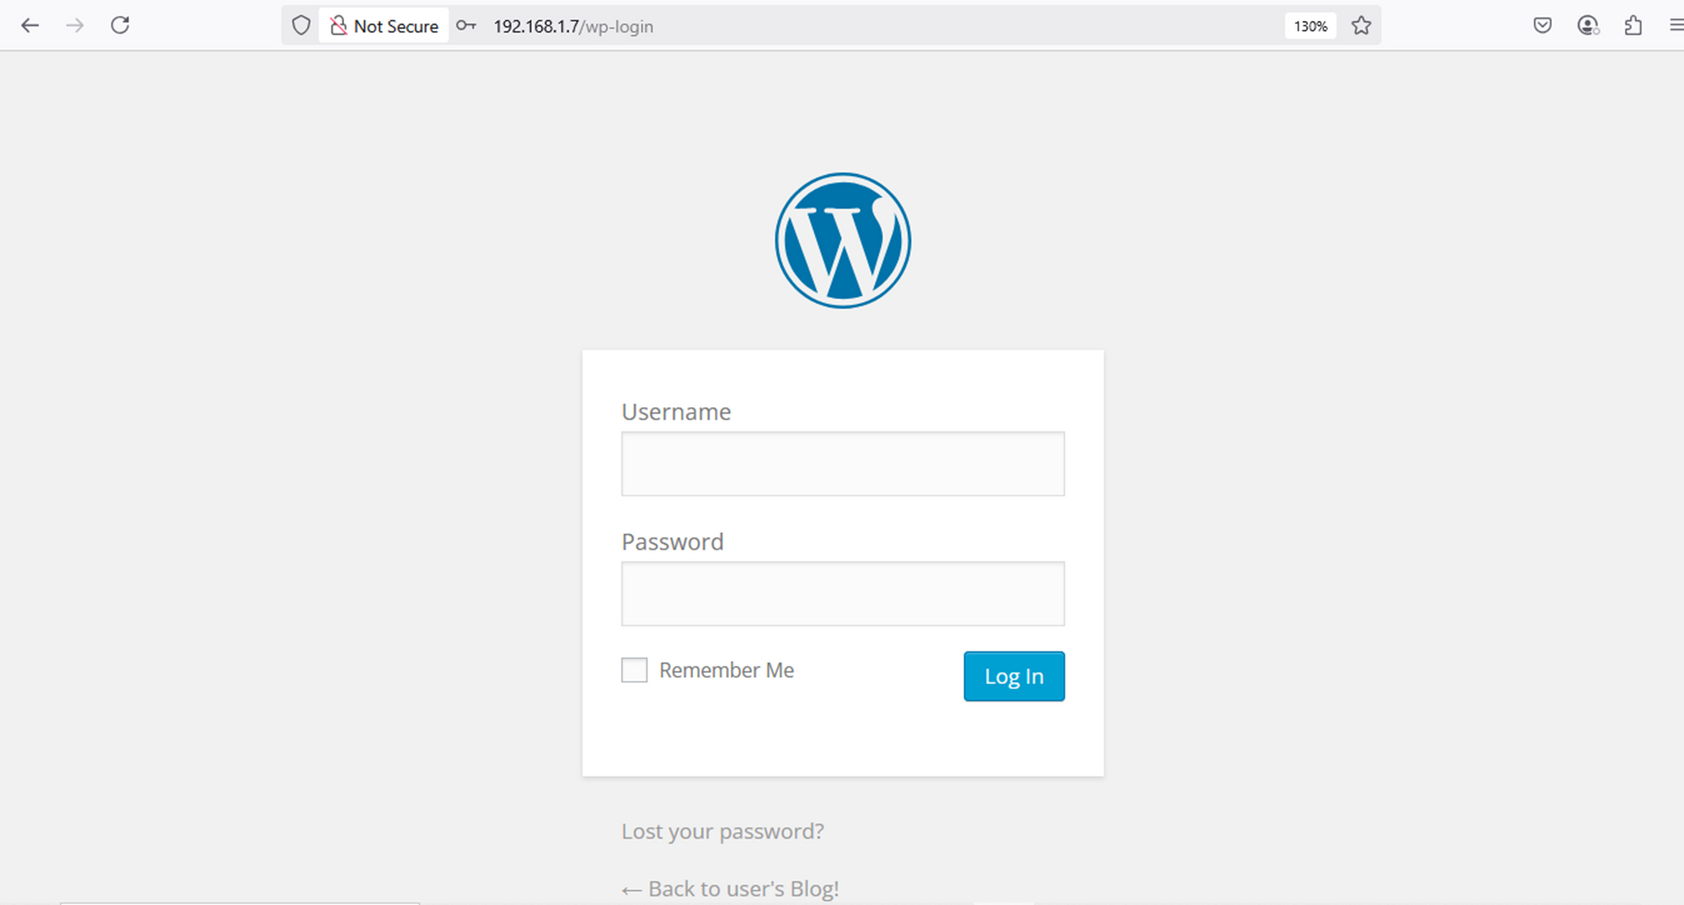 Not Secure 192.168.1.7/wp-login 130%
Username
Password
Remember Me Log In
Lost your password?
← Back to user's Blog!